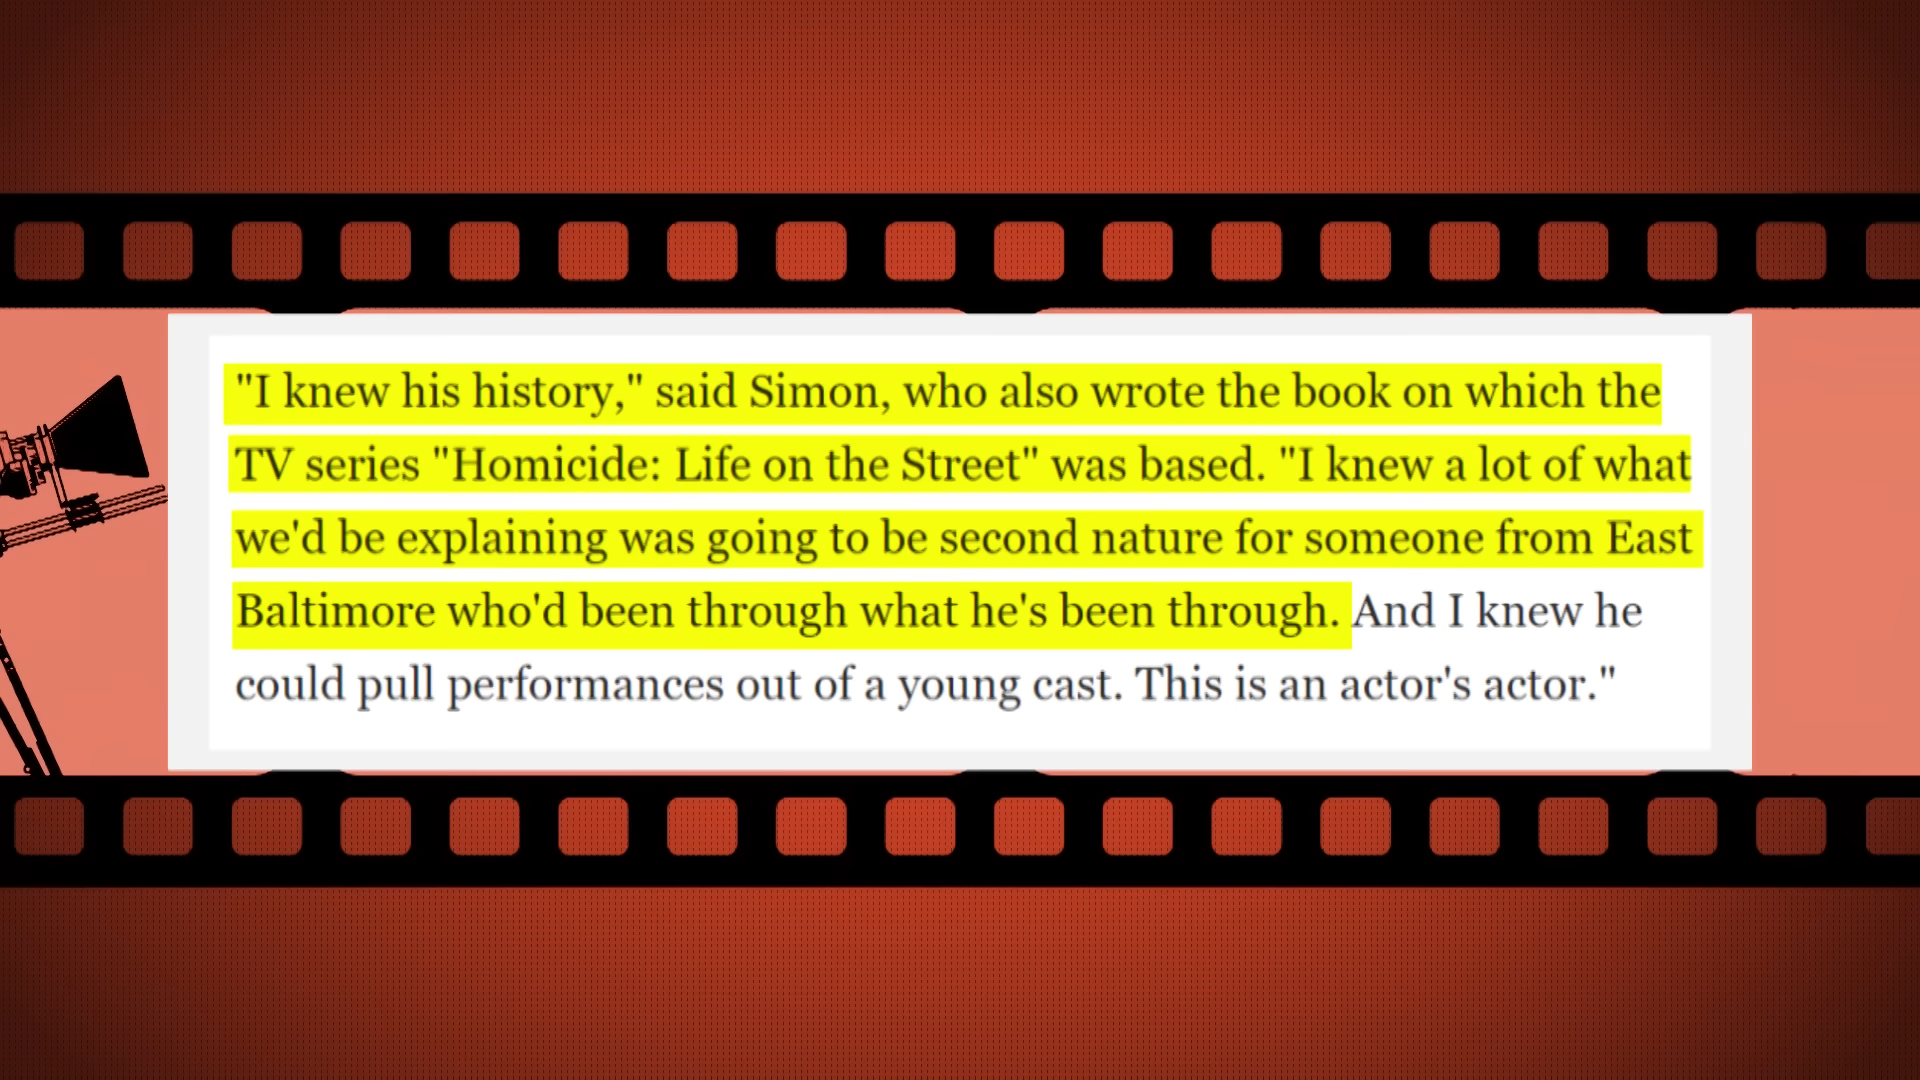 "I knew his history," said Simon, who also wrote the book on which the
TV series "Homicide: Life on the Street" was based. "I knew a lot of what
we'd be explaining was going to be second nature for someone from East
Baltimore who'd been through what he's been through. And I knew he
could pull performances out of a young cast. This is an actor's actor."